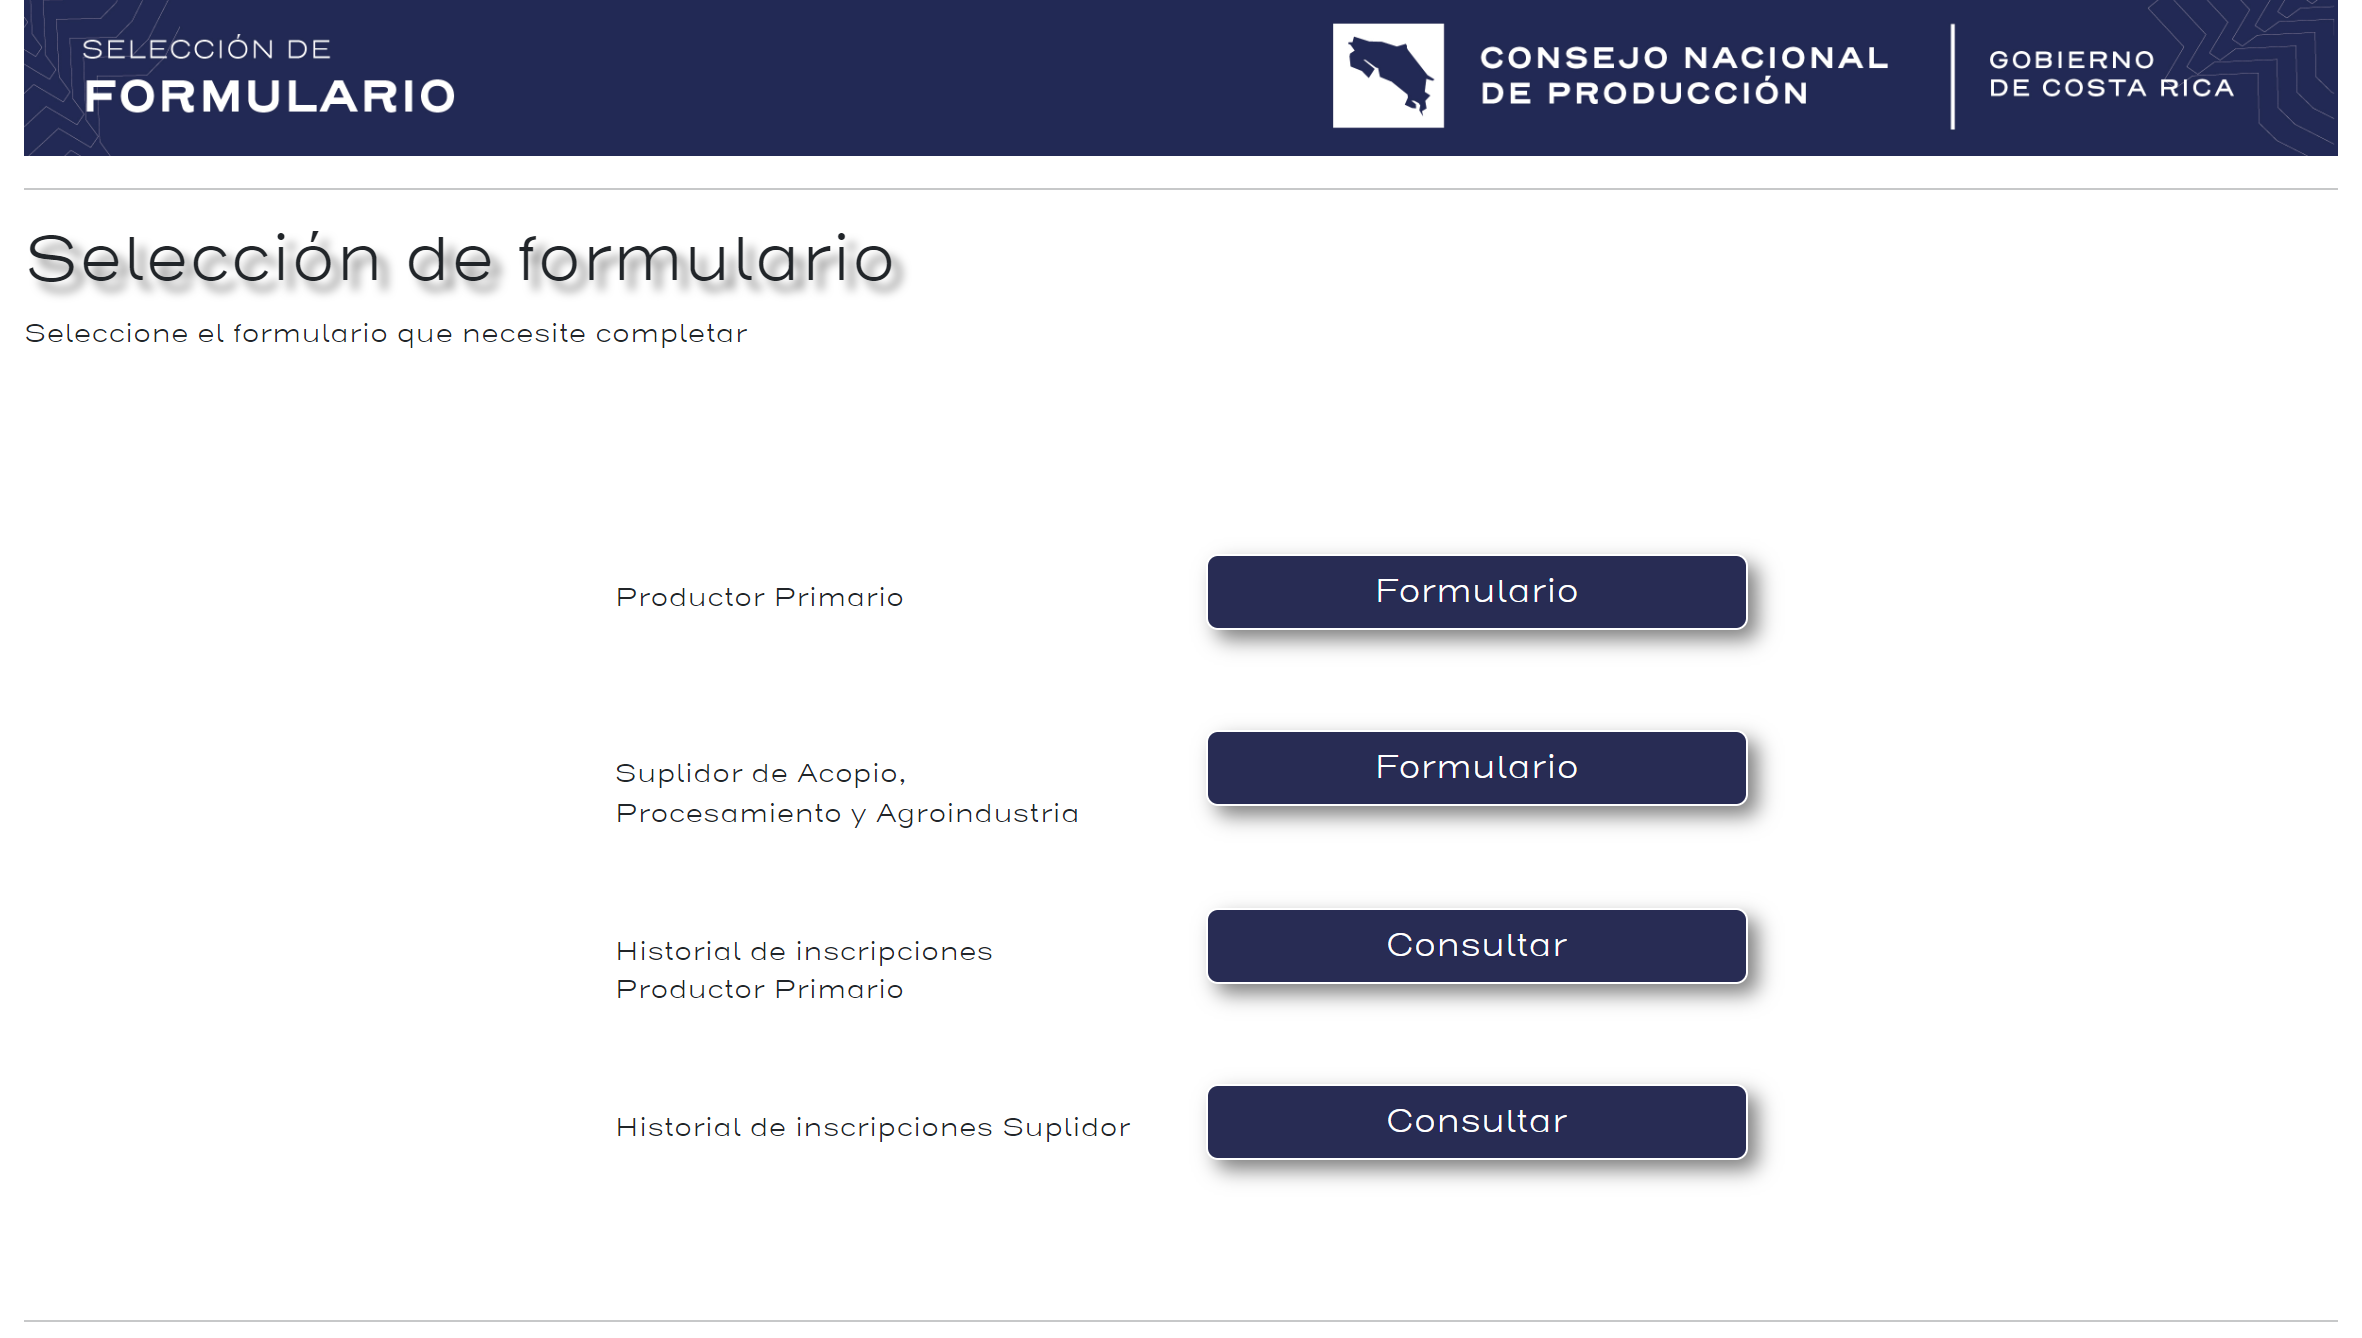 SELECCIÓN DE
FORMULARIO
CONSEJO NACIONAL
DE PRODUCCIÓN
GOBIERNO
DE COSTA RICA
Selección de formulario
Seleccione el formulario que necesite completar
Productor Primario
Formulario
Suplidor de Acopio,
Procesamiento y Agroindustria
Formulario
Historial de inscripciones
Productor Primario
Consultar
Historial de inscripciones Suplidor
Consultar